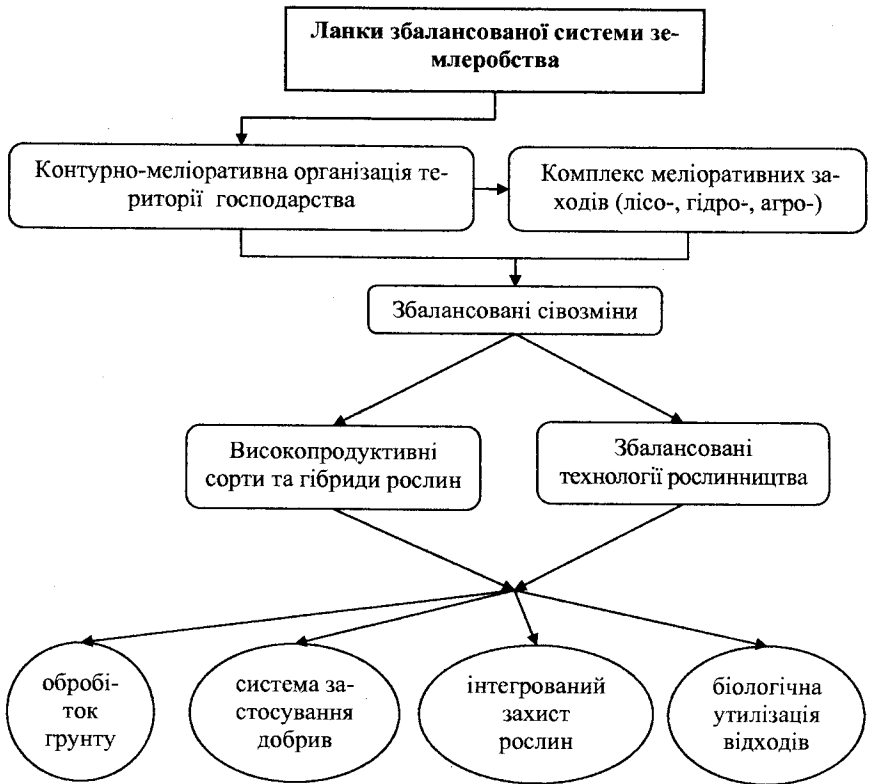 Ланки збалансованої системи зе-
млеробства
Контурно-меліоративна організація те-
риторії господарства
Комплекс меліоративних за-
ходів (лісо-, гідро-, агро-)
Збалансовані сівозміни
Високопродуктивні
сорти та гібриди рослин
Збалансовані
технології рослинництва
обробі-
ток
грунту
система за-
стосування
добрив
інтегрований
захист
рослин
біологічна
утилізація
відходів